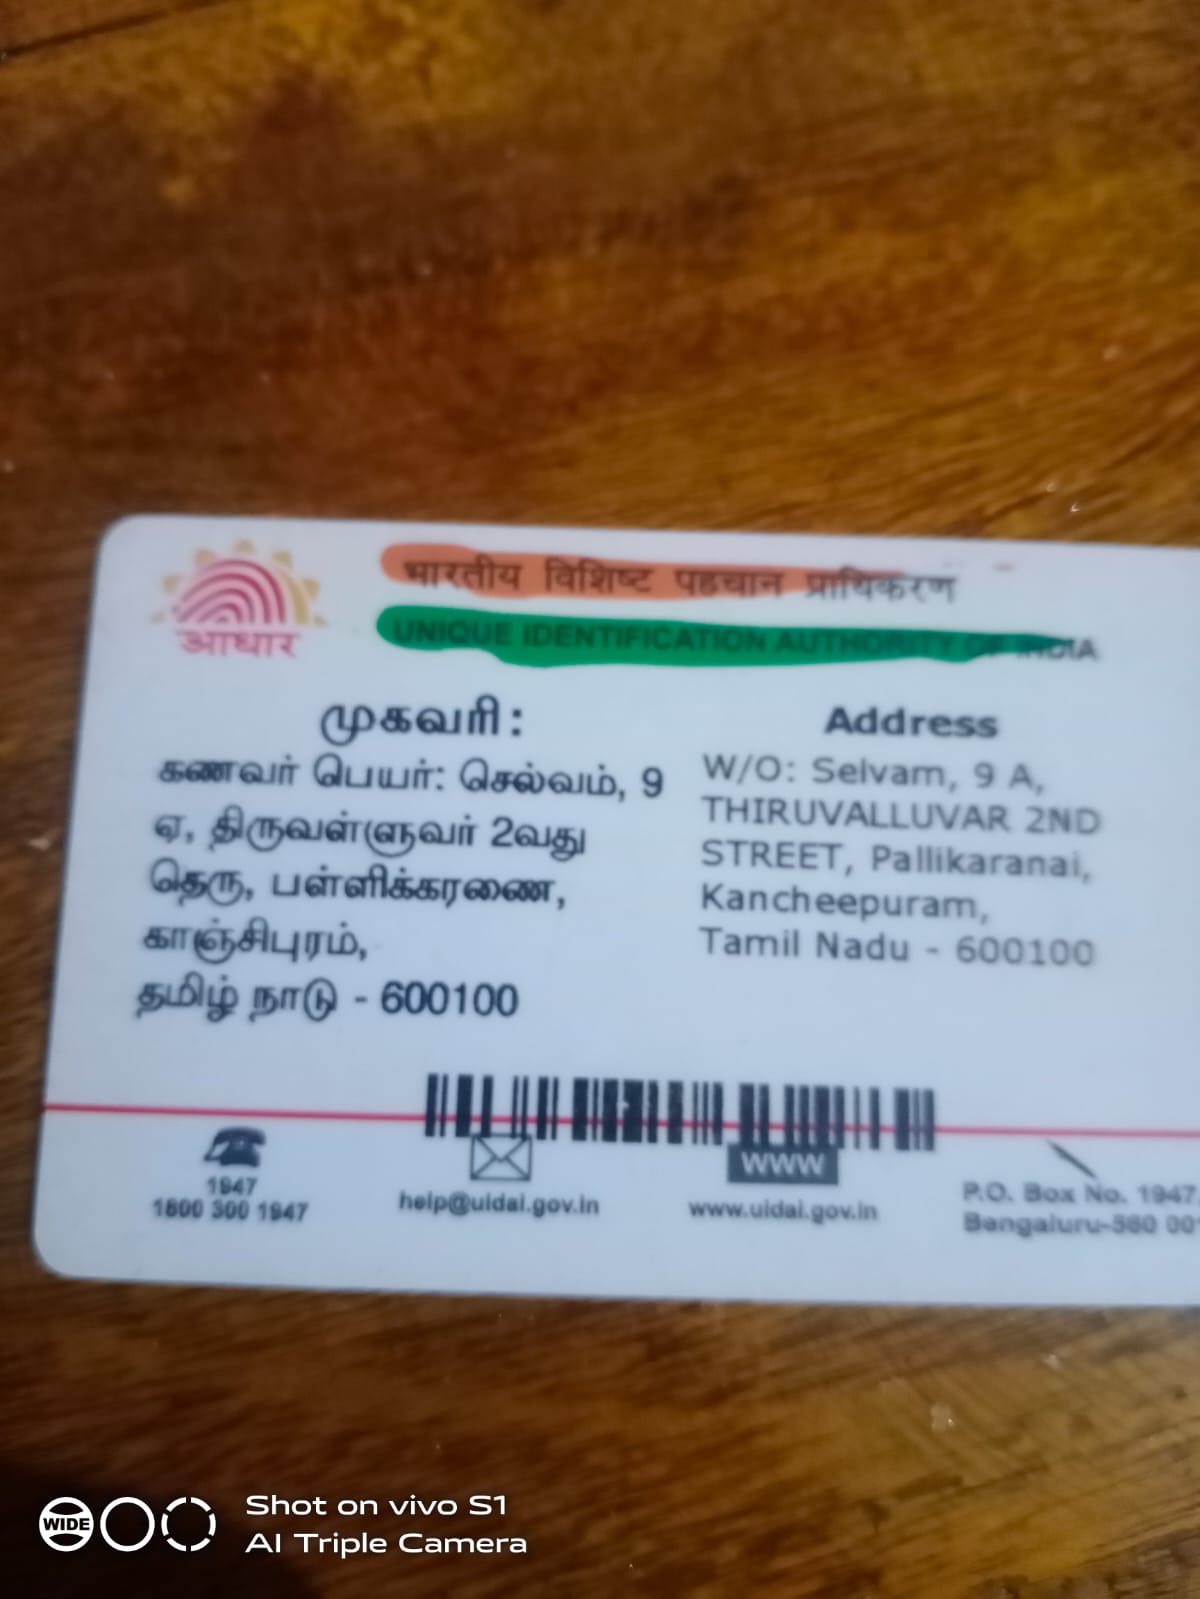 आधार
भारतीय विशिष्ट पहचान प्राधिकरण
UNIQUE IDENTIFICATION AUTHORITY OF INDIA
முகவரி:
கணவர் பெயர்: செல்வம், 9
ஏ, திருவள்ளுவர் 2வது
தெரு, பள்ளிக்கரணை,
காஞ்சிபுரம்,
தமிழ் நாடு - 600100
Address
W/O: Selvam, 9 A,
THIRUVALLUVAR 2ND
STREET, Pallikaranai,
Kancheepuram,
Tamil Nadu - 600100
1947
1800 300 1947
help@uidai.gov.in
www
www.uidai.gov.in
P.O. Box No. 1947
Bengaluru-560 00
WIDE
Shot on vivo S1
AI Triple Camera